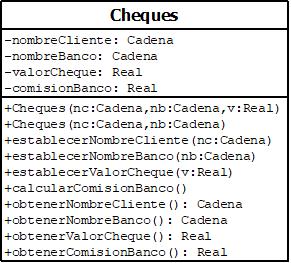 Cheques
-nombreCliente: Cadena
-nombreBanco: Cadena
-valorCheque: Real
-comisionBanco: Real
+Cheques(nc:Cadena,nb:Cadena,v:Real)
+Cheques(nc:Cadena,nb:Cadena)
+establecerNombreCliente(nc:Cadena)
+establecerNombreBanco(nb:Cadena)
+establecerValorCheque(v:Real)
+calcularComisionBanco()
+obtenerNombreCliente(): Cadena
+obtenerNombreBanco(): Cadena
+obtenerValorCheque(): Real
+obtenerComisionBanco(): Real